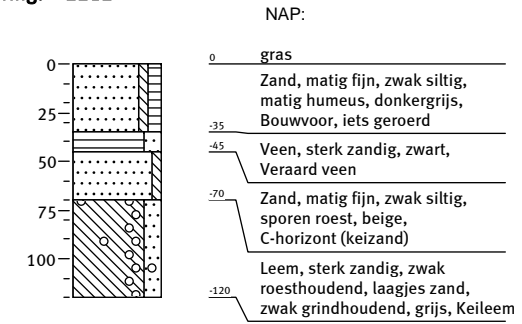 NAP:
0 gras
0
Zand, matig fijn, zwak siltig,
matig humeus, donkergrijs,
25
-35 Bouwvoor, iets geroerd
-45 Veen, sterk zandig, zwart,
50
Veraard veen
-70 Zand, matig fijn, zwak siltig,
75
sporen roest, beige,
C-horizont (keizand)
100
Leem, sterk zandig, zwak
roesthoudend, laagjes zand,
-120 zwak grindhoudend, grijs, Keileem